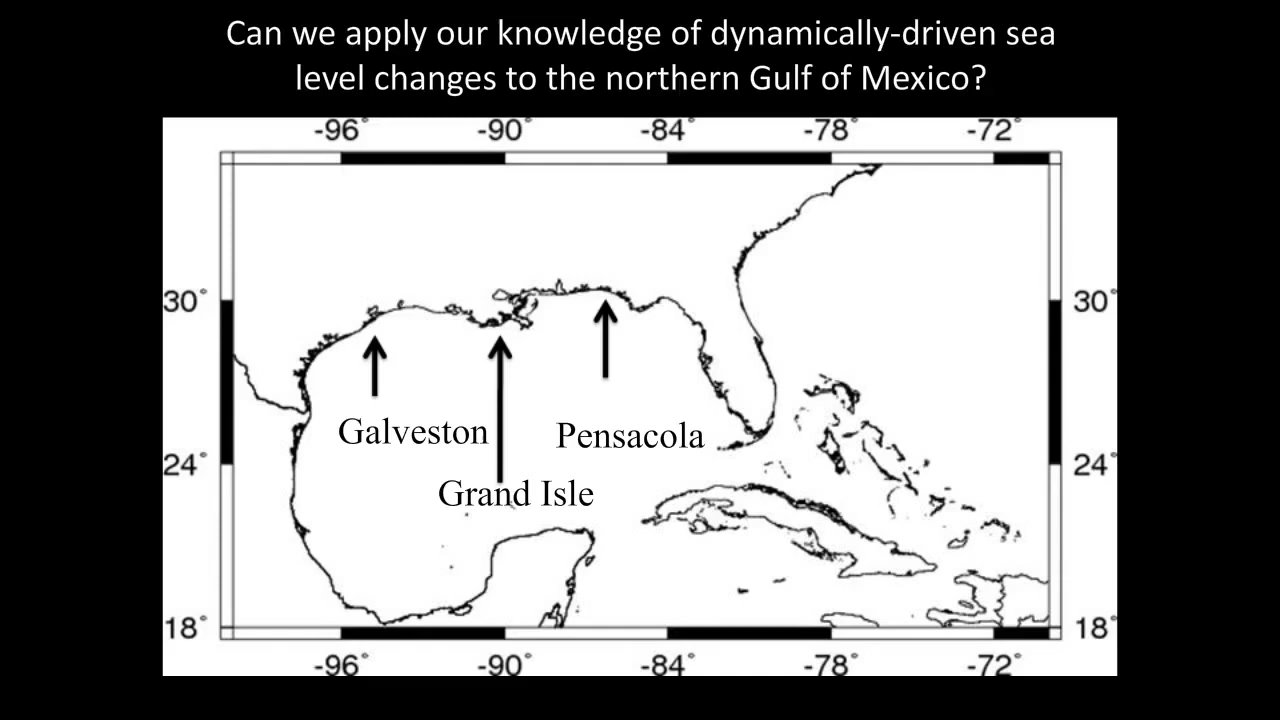 Can we apply our knowledge of dynamically-driven sea
level changes to the northern Gulf of Mexico?
-96° -90° -84° -78° -72°
30° 30°
Galveston Pensacola
24° 24°
Grand Isle
18° 18°
-96° -90° -84° -78° -72°